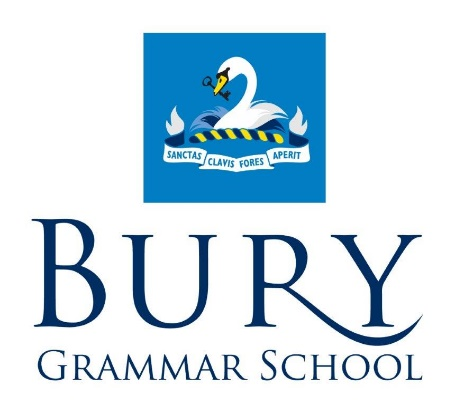 SANCTAS CLAVIS FORES APERIT
BURY
GRAMMAR SCHOOL